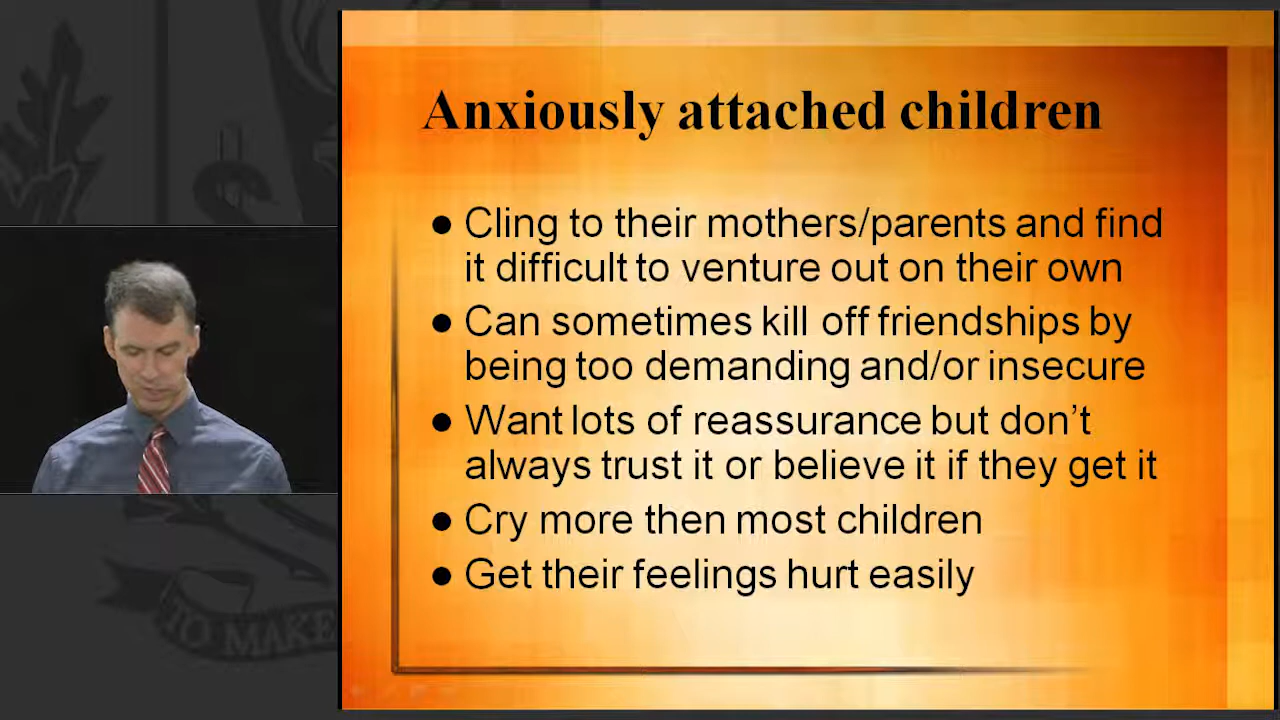 Anxiously attached children
● Cling to their mothers/parents and find
it difficult to venture out on their own
● Can sometimes kill off friendships by
being too demanding and/or insecure
● Want lots of reassurance but don’t
always trust it or believe it if they get it
● Cry more then most children
● Get their feelings hurt easily
TO MAKE